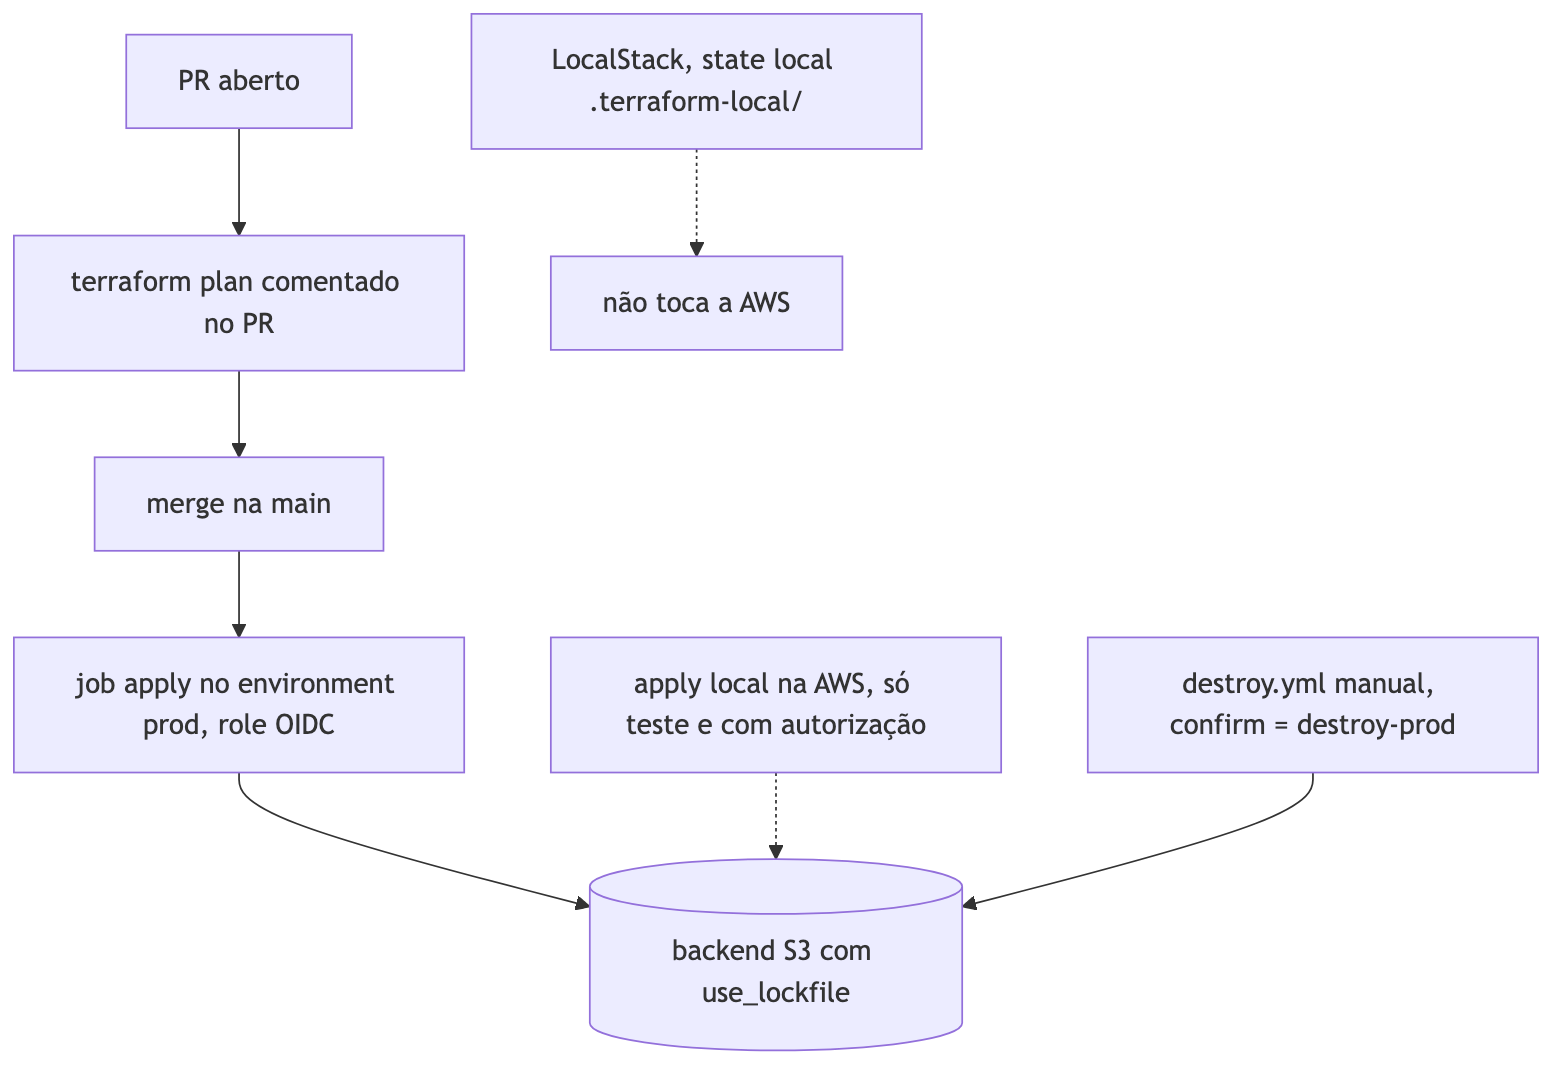 PR aberto
LocalStack, state local
.terraform-local/
terraform plan comentado
no PR
não toca a AWS
merge na main
job apply no environment
prod, role OIDC
apply local na AWS, só
teste e com autorização
destroy.yml manual,
confirm = destroy-prod
backend S3 com
use_lockfile